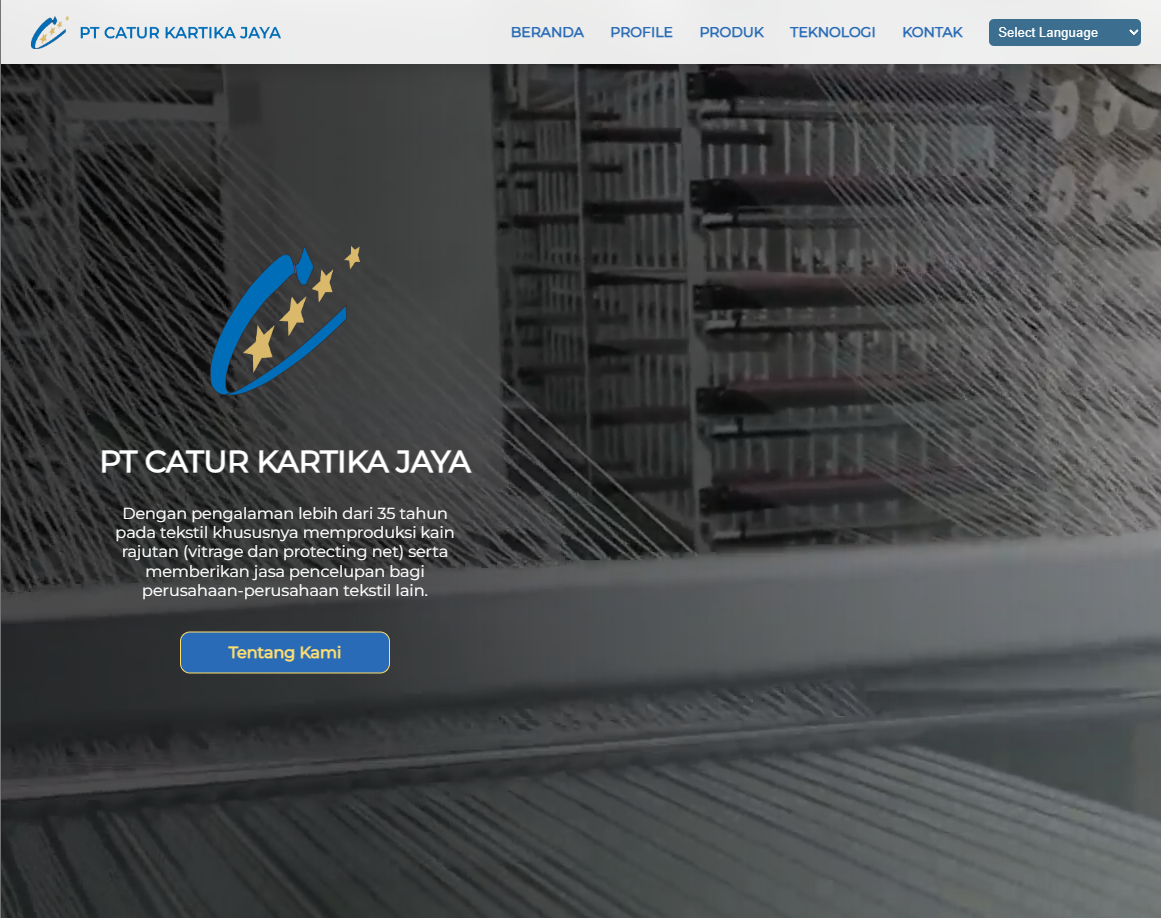 PT CATUR KARTIKA JAYA
BERANDA
PROFILE
PRODUK
TEKNOLOGI
KONTAK
Select Language
PT CATUR KARTIKA JAYA
Dengan pengalaman lebih dari 35 tahun
pada tekstil khususnya memproduksi kain
rajutan (vitrage dan protecting net) serta
memberikan jasa pencelupan bagi
perusahaan-perusahaan tekstil lain.
Tentang Kami